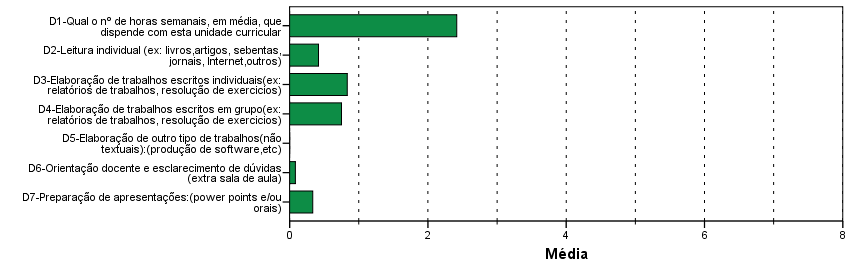 D1-Qual o nº de horas semanais, em média, que
dispende com esta unidade curricular
D2-Leitura individual (ex: livros,artigos, sebentas,
jornais, Internet,outros)
D3-Elaboração de trabalhos escritos individuais(ex:
relatórios de trabalhos, resolução de exercicios)
D4-Elaboração de trabalhos escritos em grupo(ex:
relatórios de trabalhos, resolução de exercicios)
D5-Elaboração de outro tipo de trabalhos(não
textuais):(produção de software,etc)
D6-Orientação docente e esclarecimento de dúvidas
(extra sala de aula)
D7-Preparação de apresentações:(power points e/ou
orais)
0 2 4 6 8
Média